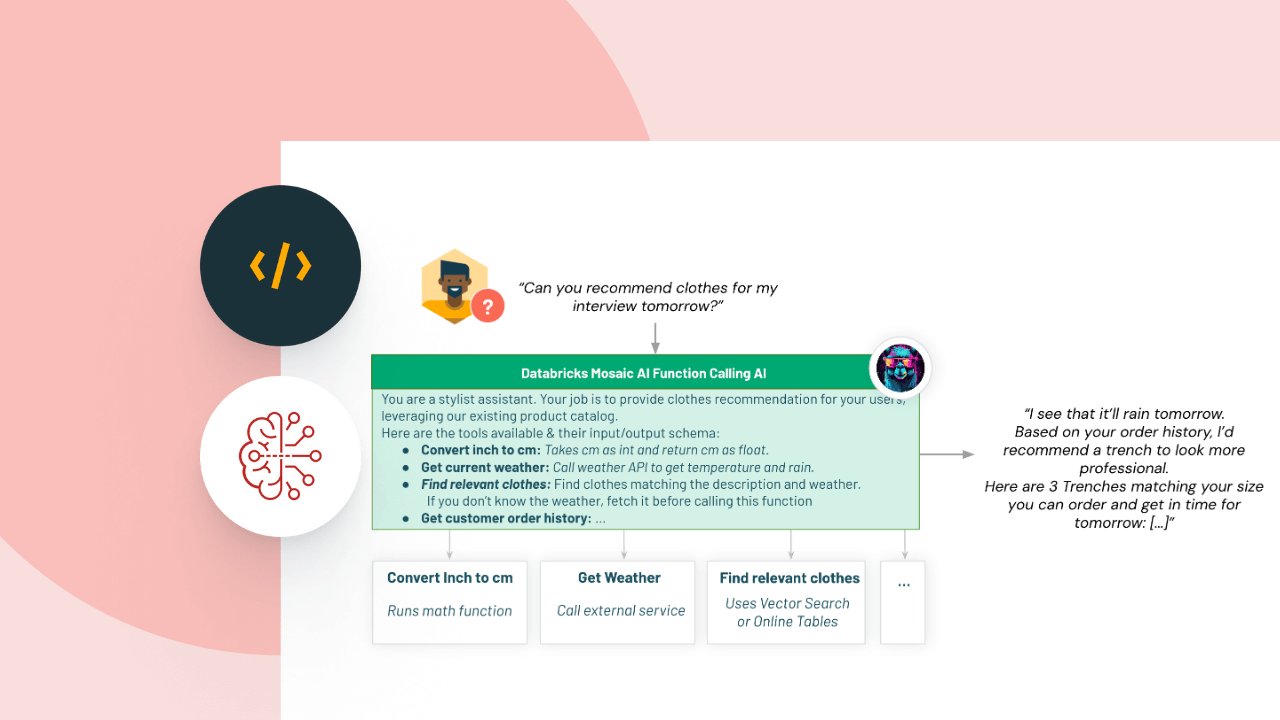 </>
?
“Can you recommend clothes for my
interview tomorrow?”
Databricks Mosaic AI Function Calling AI
You are a stylist assistant. Your job is to provide clothes recommendation for your users,
leveraging our existing product catalog.
Here are the tools available & their input/output schema:
● Convert inch to cm: Takes cm as int and return cm as float.
● Get current weather: Call weather API to get temperature and rain.
● Find relevant clothes: Find clothes matching the description and weather.
If you don’t know the weather, fetch it before calling this function
● Get customer order history: ...
“I see that it’ll rain tomorrow.
Based on your order history, I’d
recommend a trench to look more
professional.
Here are 3 Trenches matching your size
you can order and get in time for
tomorrow: [...]”
Convert Inch to cm
Runs math function
Get Weather
Call external service
Find relevant clothes
Uses Vector Search
or Online Tables
...